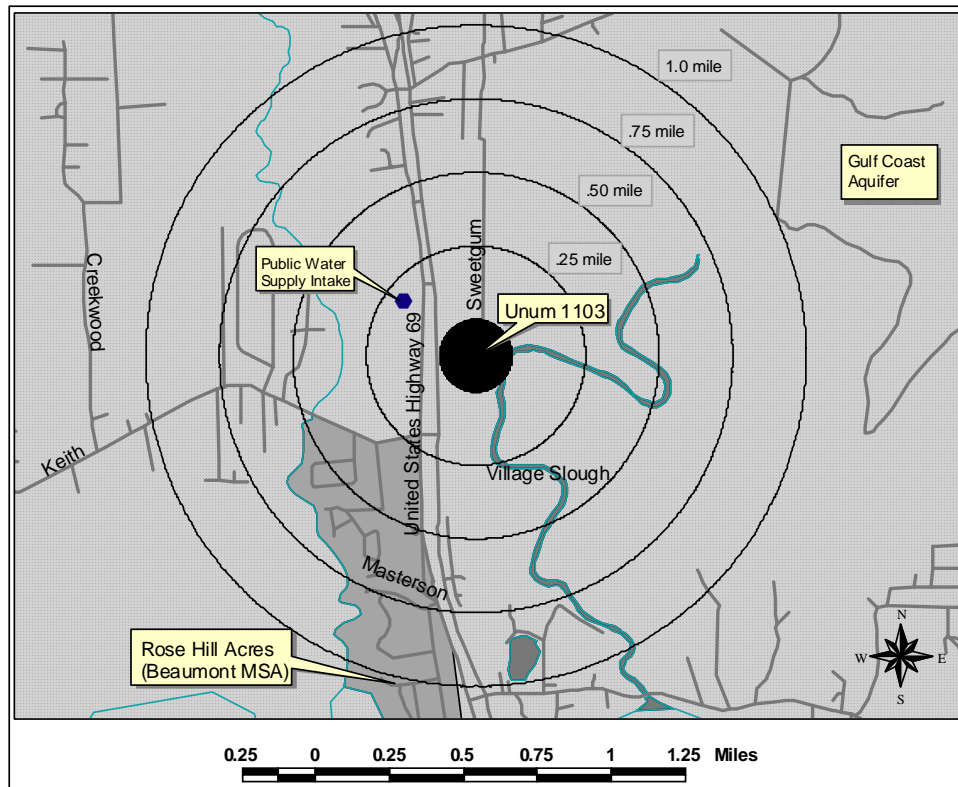 1.0 mile
.75 mile
Gulf Coast
Aquifer
.50 mile
Sweetgum
Public Water
Supply Intake
.25 mile
Creekwood
Unum 1103
United States Highway 69
Keith
Village Slough
Masterson
Rose Hill Acres
(Beaumont MSA)
N
W E
S
0.25 0 0.25 0.5 0.75 1 1.25 Miles